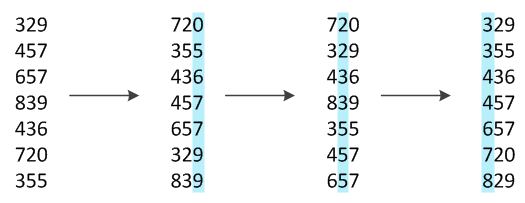 329 720 720 329
457 355 329 355
657 436 436 436
839 457 839 457
436 657 355 657
720 329 457 720
355 839 657 829